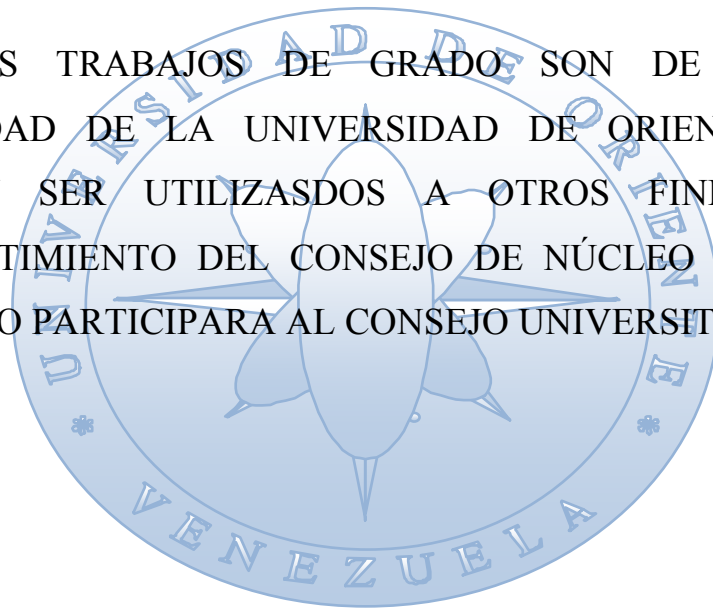 S TRABAJOS DE GRADO SON DE
DAD DE LA UNIVERSIDAD DE ORIEN
SER UTILIZASDOS A OTROS FIN
TIMIENTO DEL CONSEJO DE NÚCLEO
O PARTICIPARA AL CONSEJO UNIVERSIT
UNIVERSIDAD DE ORIENTE
VENEZUELA